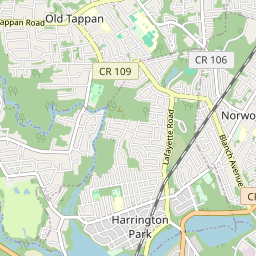 Old Tappan
Tappan Road
CR 106
CR 109
Lafayette Road
Norwo
Blanch Avenue
Harrington
Park